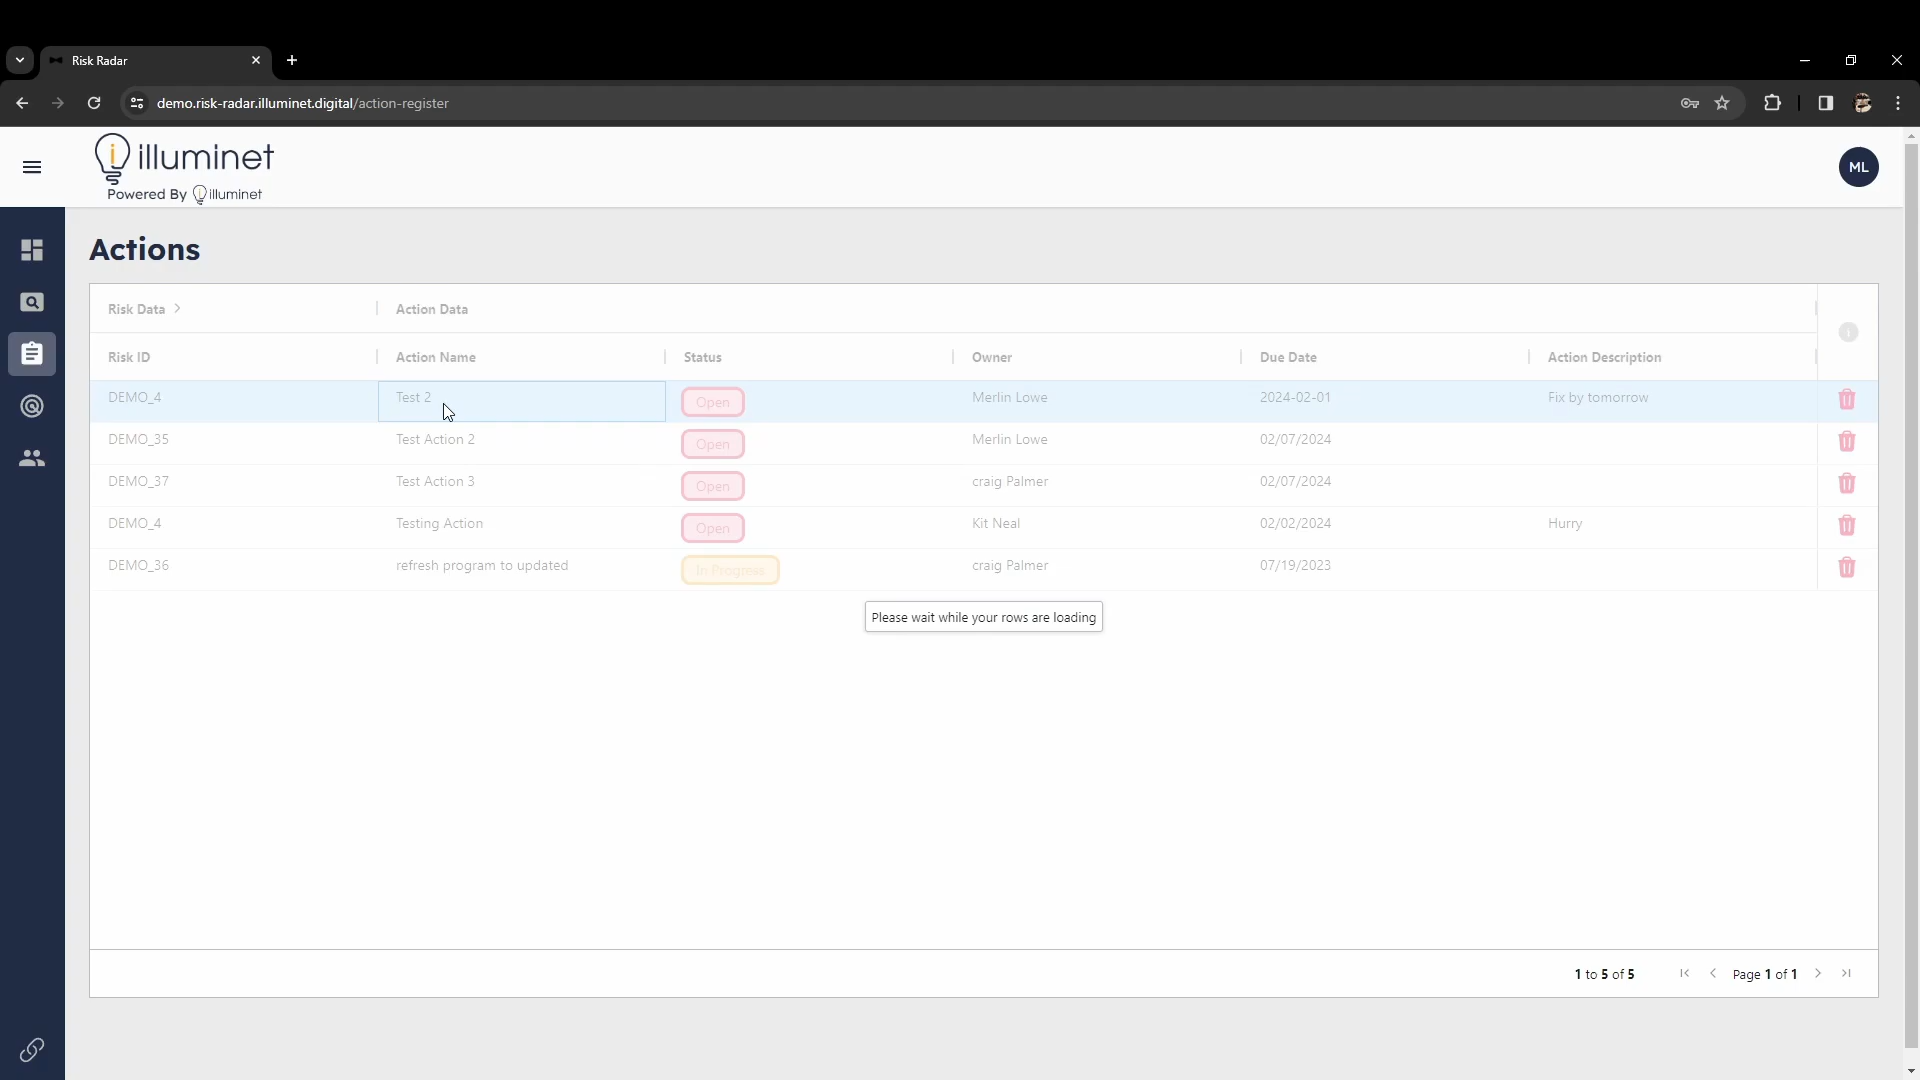 Risk Radar
demo.risk-radar.illuminet.digital/action-register
illuminet
Powered By illuminet
ML
Actions
Risk Data
Action Data
Risk ID Action Name Status Owner Due Date Action Description
DEMO_4 Test 2 Open Merlin Lowe 2024-02-01 Fix by tomorrow
DEMO_35 Test Action 2 Open Merlin Lowe 02/07/2024
DEMO_37 Test Action 3 Open craig Palmer 02/07/2024
DEMO_4 Testing Action Open Kit Neal 02/02/2024 Hurry
DEMO_36 refresh program to updated In Progress craig Palmer 07/19/2023
Please wait while your rows are loading
1 to 5 of 5 Page 1 of 1